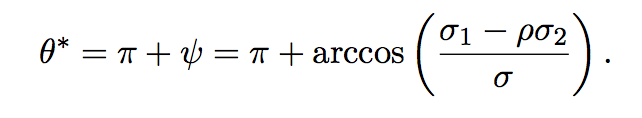 θ* = π + ψ = π + arccos ( (σ₁ − ρσ₂) / σ ) .